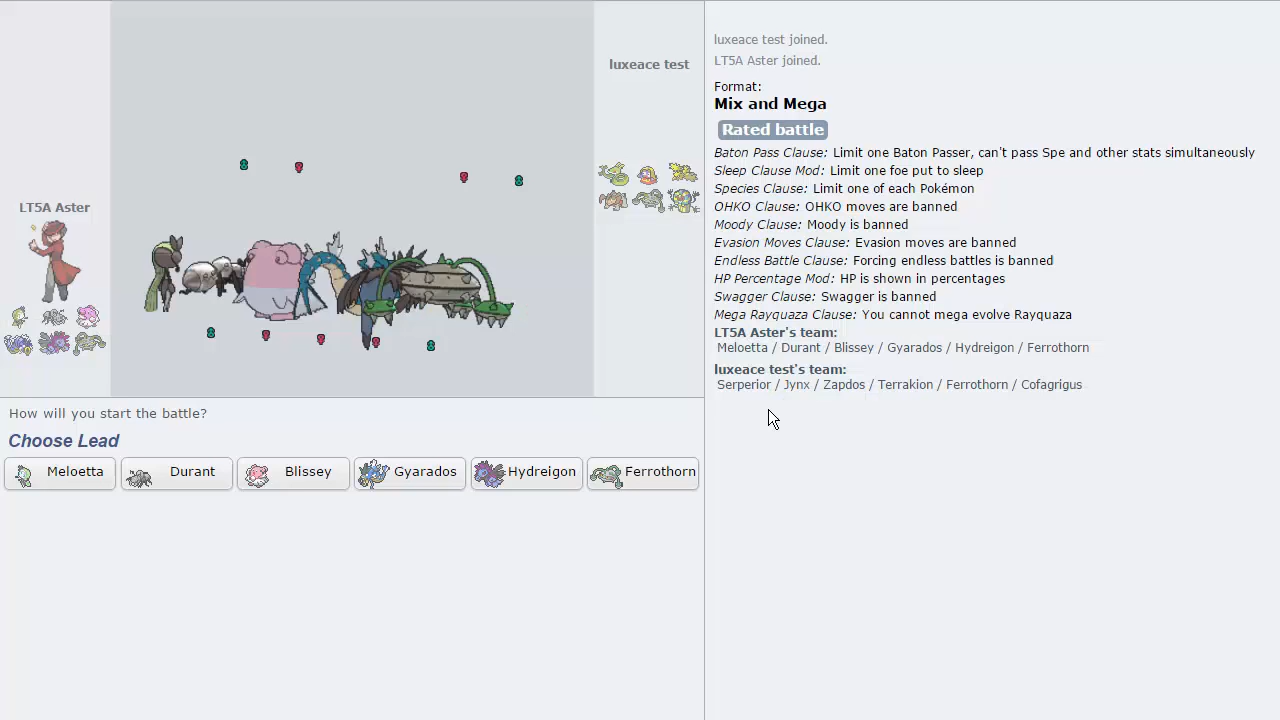 luxeace test
LT5A Aster
How will you start the battle?
Choose Lead
Meloetta
Durant
Blissey
Gyarados
Hydreigon
Ferrothorn
luxeace test joined.
LT5A Aster joined.
Format:
Mix and Mega
Rated battle
Baton Pass Clause: Limit one Baton Passer, can't pass Spe and other stats simultaneously
Sleep Clause Mod: Limit one foe put to sleep
Species Clause: Limit one of each Pokémon
OHKO Clause: OHKO moves are banned
Moody Clause: Moody is banned
Evasion Moves Clause: Evasion moves are banned
Endless Battle Clause: Forcing endless battles is banned
HP Percentage Mod: HP is shown in percentages
Swagger Clause: Swagger is banned
Mega Rayquaza Clause: You cannot mega evolve Rayquaza
LT5A Aster's team:
Meloetta / Durant / Blissey / Gyarados / Hydreigon / Ferrothorn
luxeace test's team:
Serperior / Jynx / Zapdos / Terrakion / Ferrothorn / Cofagrigus